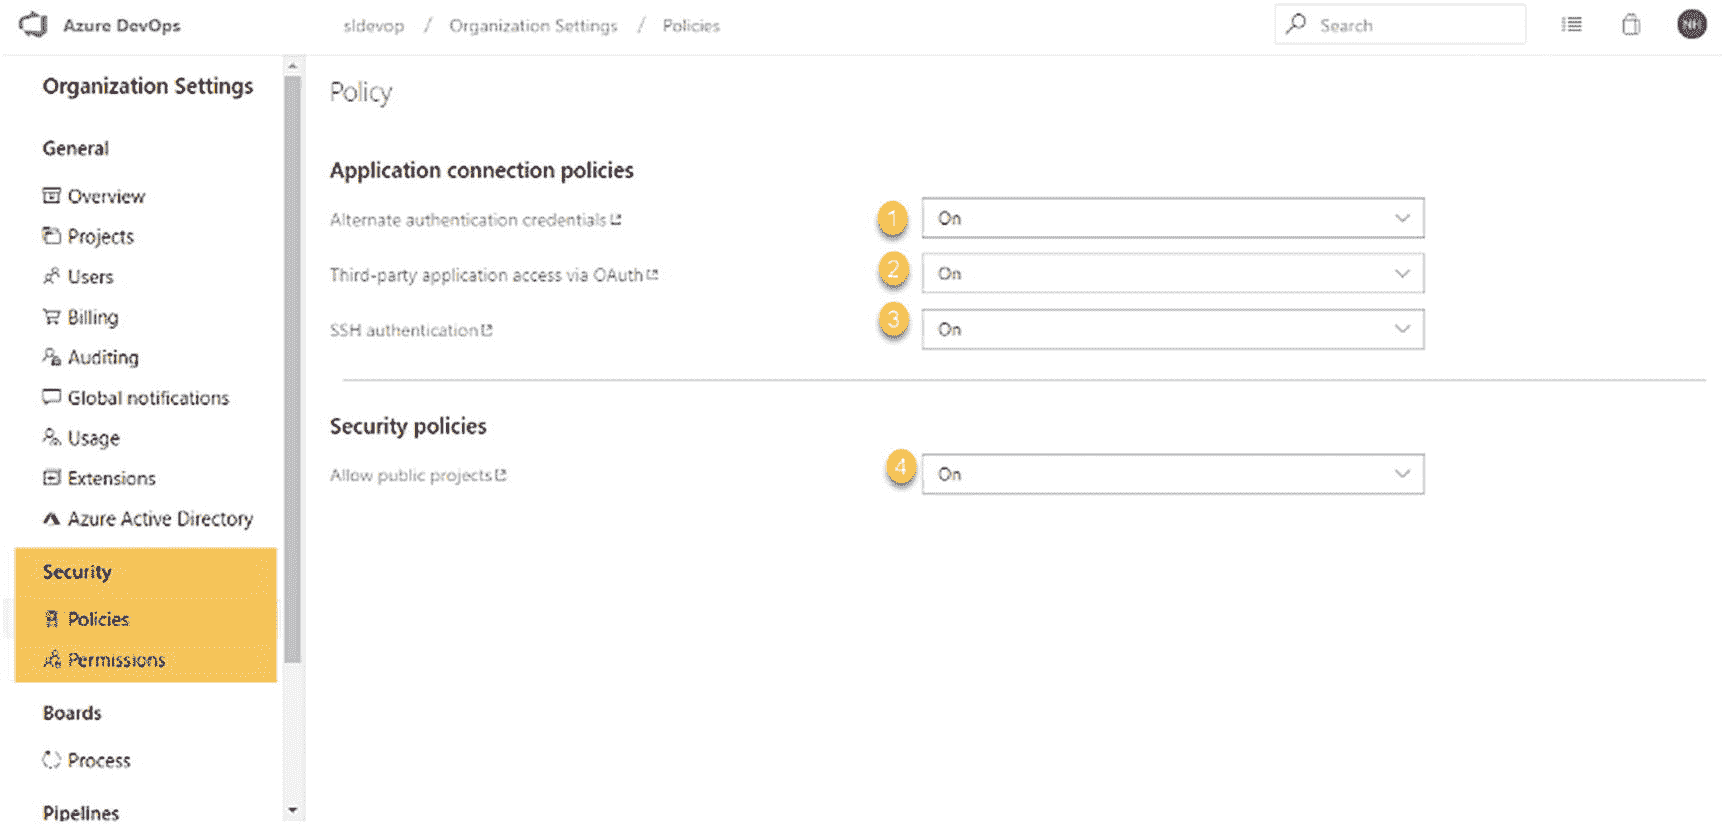 Azure DevOps
sldevop / Organization Settings / Policies
Search
NH
Organization Settings
General
Overview
Projects
Users
Billing
Auditing
Global notifications
Usage
Extensions
Azure Active Directory
Security
Policies
Permissions
Boards
Process
Pipelines
Policy
Application connection policies
Alternate authentication credentials 1 On
Third-party application access via OAuth 2 On
SSH authentication 3 On
Security policies
Allow public projects 4 On